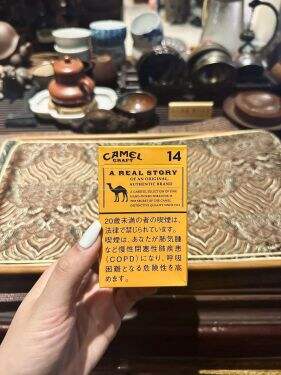 CAMEL
CRAFT
14
A REAL STORY
OF AN ORIGINAL,
AUTHENTIC BRAND
20歳未満の者の喫煙は、
法律で禁じられています。
喫煙は、あなたが肺気腫
など慢性閉塞性肺疾患
(COPD)になり、呼吸
困難となる危険性を高
めます。